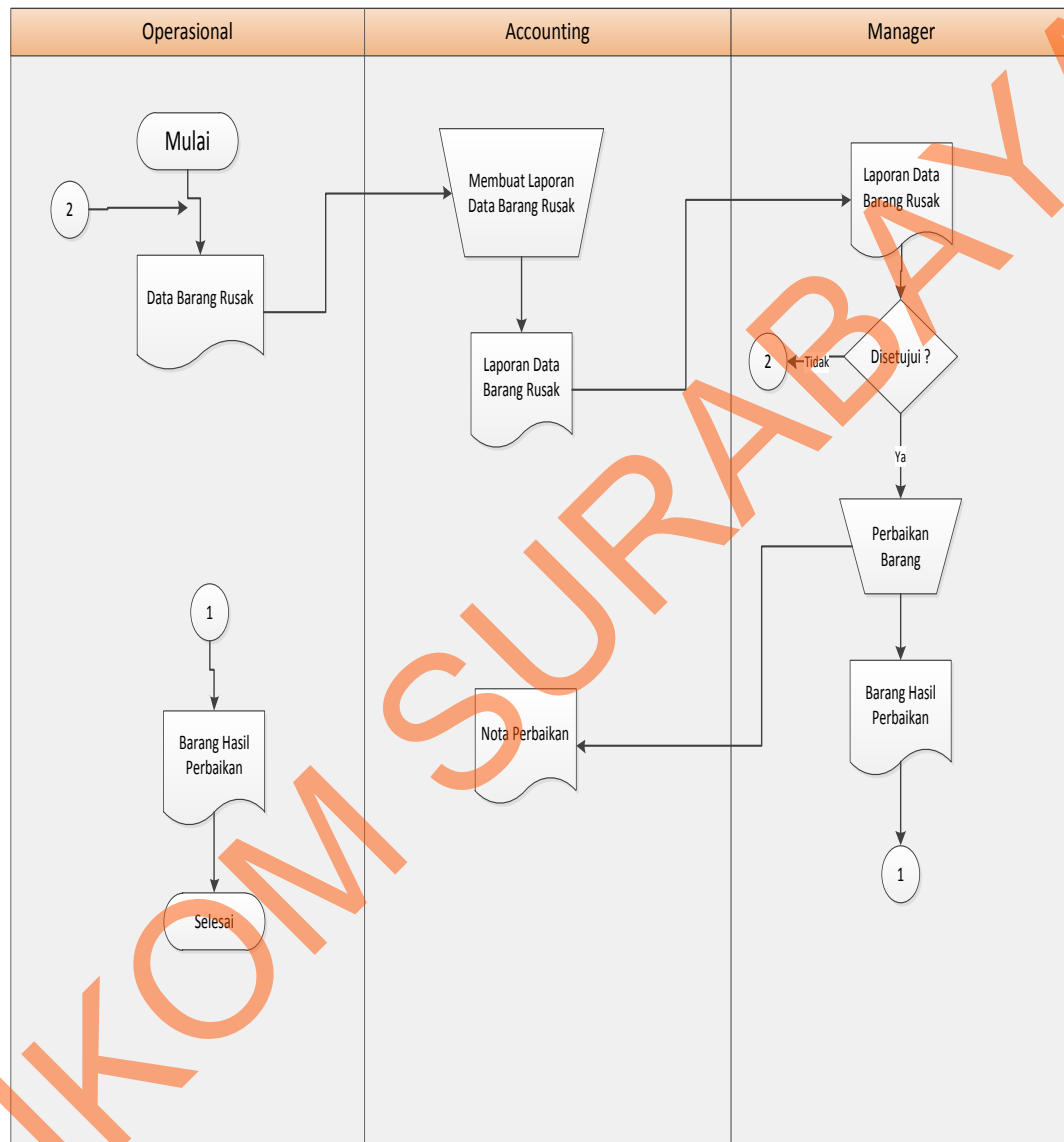 Operasional
Accounting
Manager
Mulai
2
Data Barang Rusak
Membuat Laporan
Data Barang Rusak
Laporan Data
Barang Rusak
Laporan Data
Barang Rusak
Disetujui ?
Tidak
2
Ya
Perbaikan
Barang
Barang Hasil
Perbaikan
1
Nota Perbaikan
1
Barang Hasil
Perbaikan
Selesai
IKOM SURABAYA